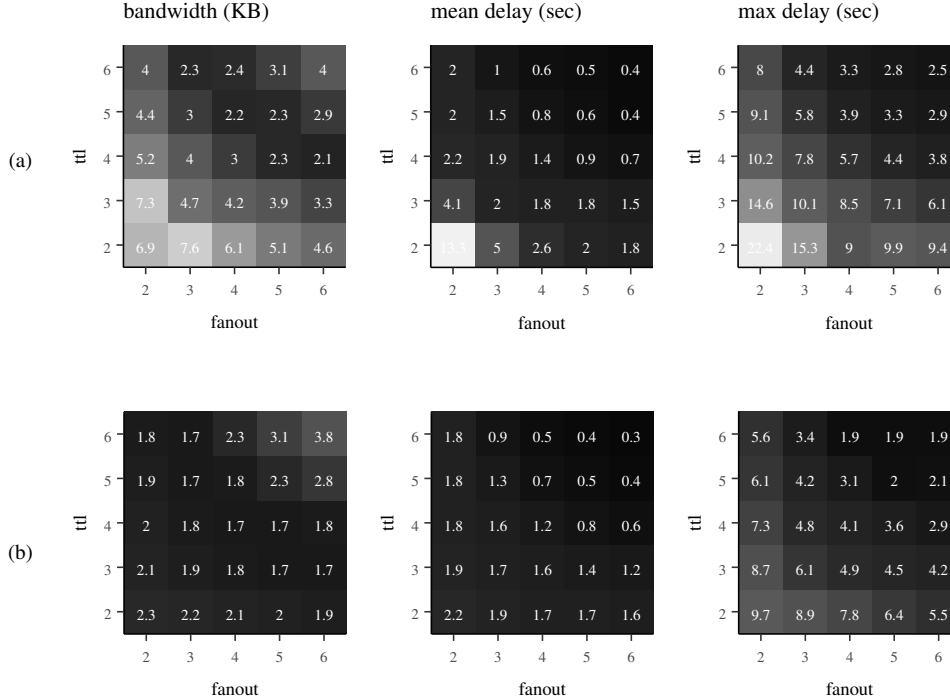 bandwidth (KB) mean delay (sec) max delay (sec)
(a)
ttl
6 4 2.3 2.4 3.1 4
5 4.4 3 2.2 2.3 2.9
4 5.2 4 3 2.3 2.1
3 7.3 4.7 4.2 3.9 3.3
2 6.9 7.6 6.1 5.1 4.6
2 3 4 5 6
fanout
ttl
6 2 1 0.6 0.5 0.4
5 2 1.5 0.8 0.6 0.4
4 2.2 1.9 1.4 0.9 0.7
3 4.1 2 1.8 1.8 1.5
2 13.3 5 2.6 2 1.8
2 3 4 5 6
fanout
ttl
6 8 4.4 3.3 2.8 2.5
5 9.1 5.8 3.9 3.3 2.9
4 10.2 7.8 5.7 4.4 3.8
3 14.6 10.1 8.5 7.1 6.1
2 22.4 15.3 9 9.9 9.4
2 3 4 5 6
fanout
(b)
ttl
6 1.8 1.7 2.3 3.1 3.8
5 1.9 1.7 1.8 2.3 2.8
4 2 1.8 1.7 1.7 1.8
3 2.1 1.9 1.8 1.7 1.7
2 2.3 2.2 2.1 2 1.9
2 3 4 5 6
fanout
ttl
6 1.8 0.9 0.5 0.4 0.3
5 1.8 1.3 0.7 0.5 0.4
4 1.8 1.6 1.2 0.8 0.6
3 1.9 1.7 1.6 1.4 1.2
2 2.2 1.9 1.7 1.7 1.6
2 3 4 5 6
fanout
ttl
6 5.6 3.4 1.9 1.9 1.9
5 6.1 4.2 3.1 2 2.1
4 7.3 4.8 4.1 3.6 2.9
3 8.7 6.1 4.9 4.5 4.2
2 9.7 8.9 7.8 6.4 5.5
2 3 4 5 6
fanout